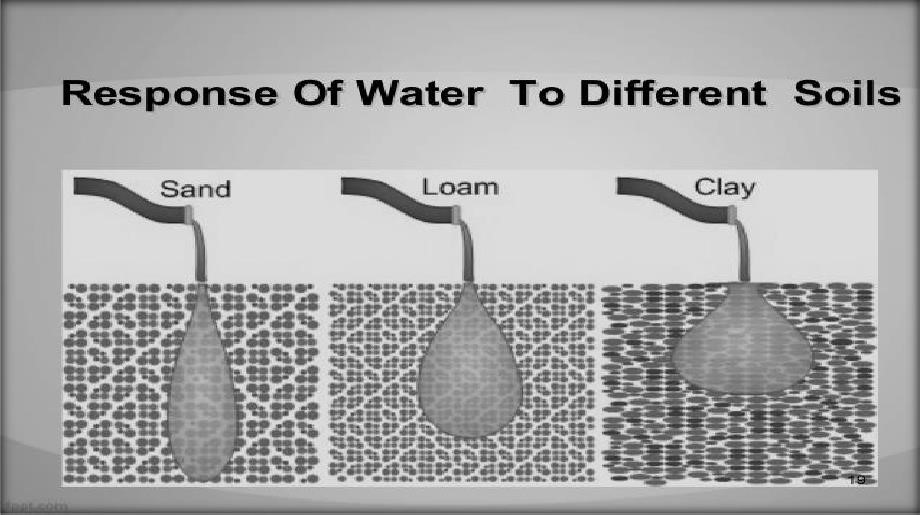 Response Of Water To Different Soils
Sand
Loam
Clay
19